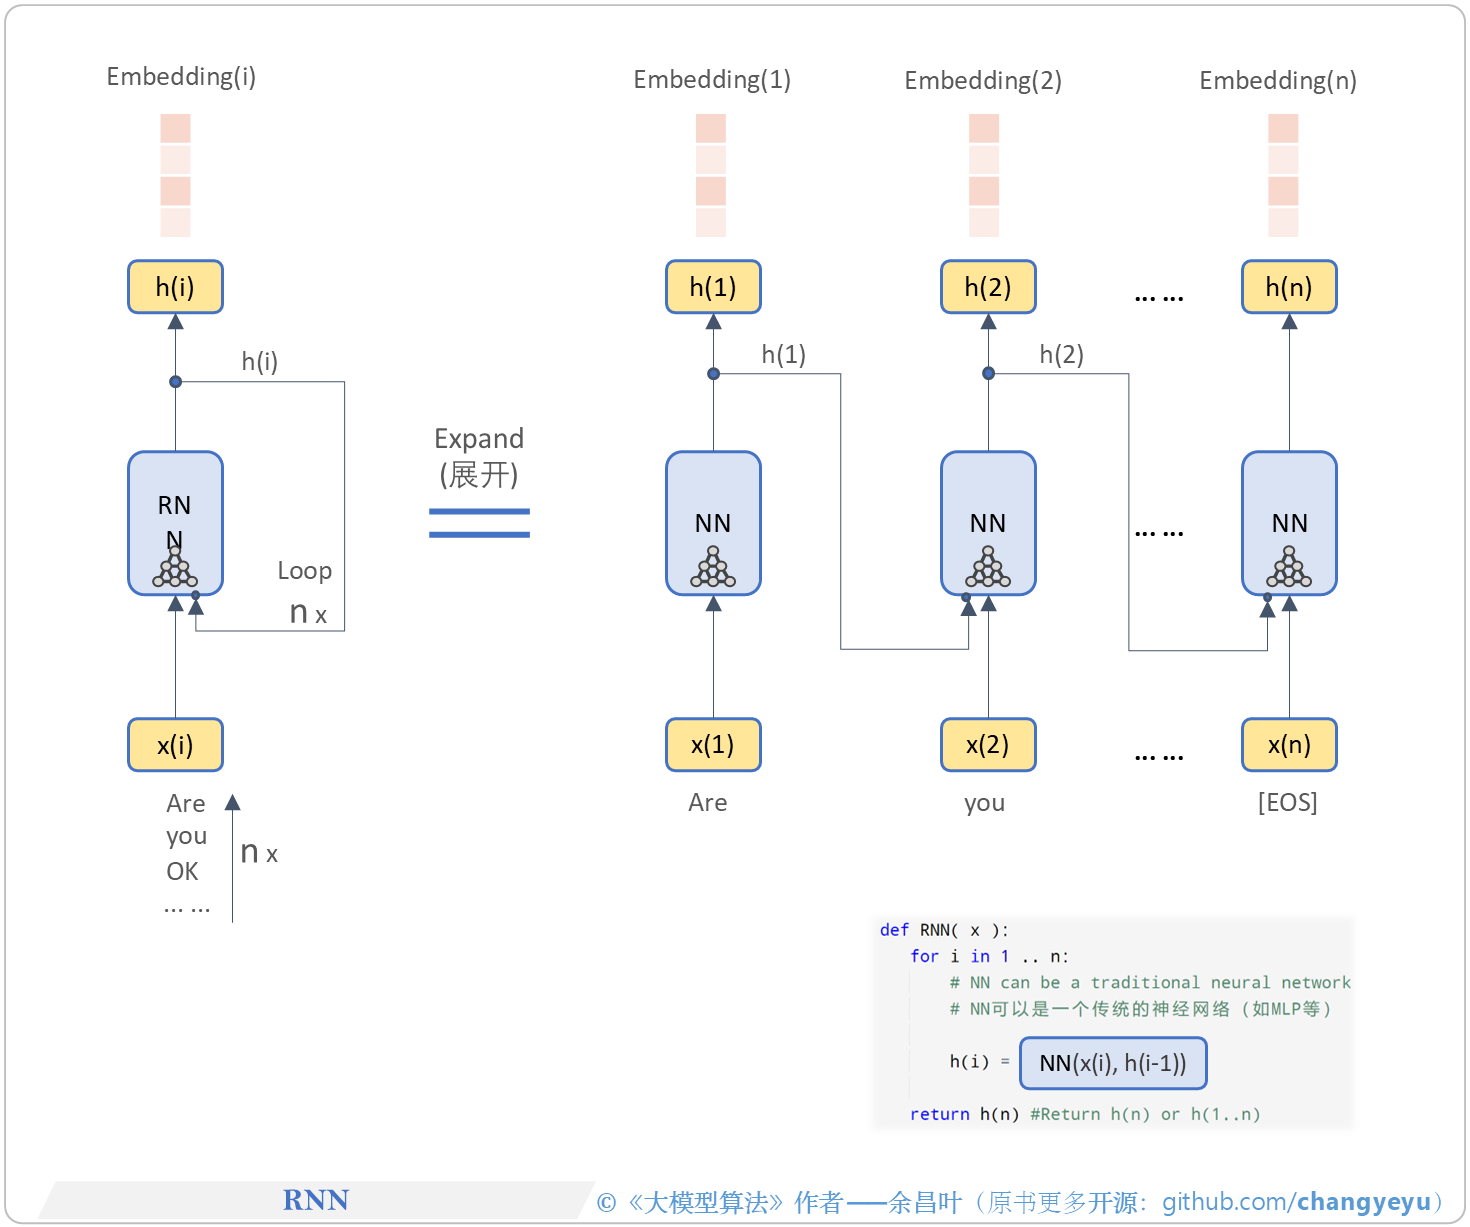 Embedding(i)
Embedding(1)
Embedding(2)
Embedding(n)
h(i)
h(1)
h(2)
... ...
h(n)
h(i)
h(1)
h(2)
Expand
(展开)
RN
N
NN
NN
... ...
NN
Loop
n x
x(i)
x(1)
x(2)
... ...
x(n)
Are
you
OK
... ...
n x
Are
you
[EOS]
def RNN( x ):
for i in 1 .. n:
# NN can be a traditional neural network
# NN可以是一个传统的神经网络（如MLP等）
h(i) = NN(x(i), h(i-1))
return h(n) #Return h(n) or h(1..n)
RNN
©《大模型算法》作者——余昌叶（原书更多开源：github.com/changyeyu）